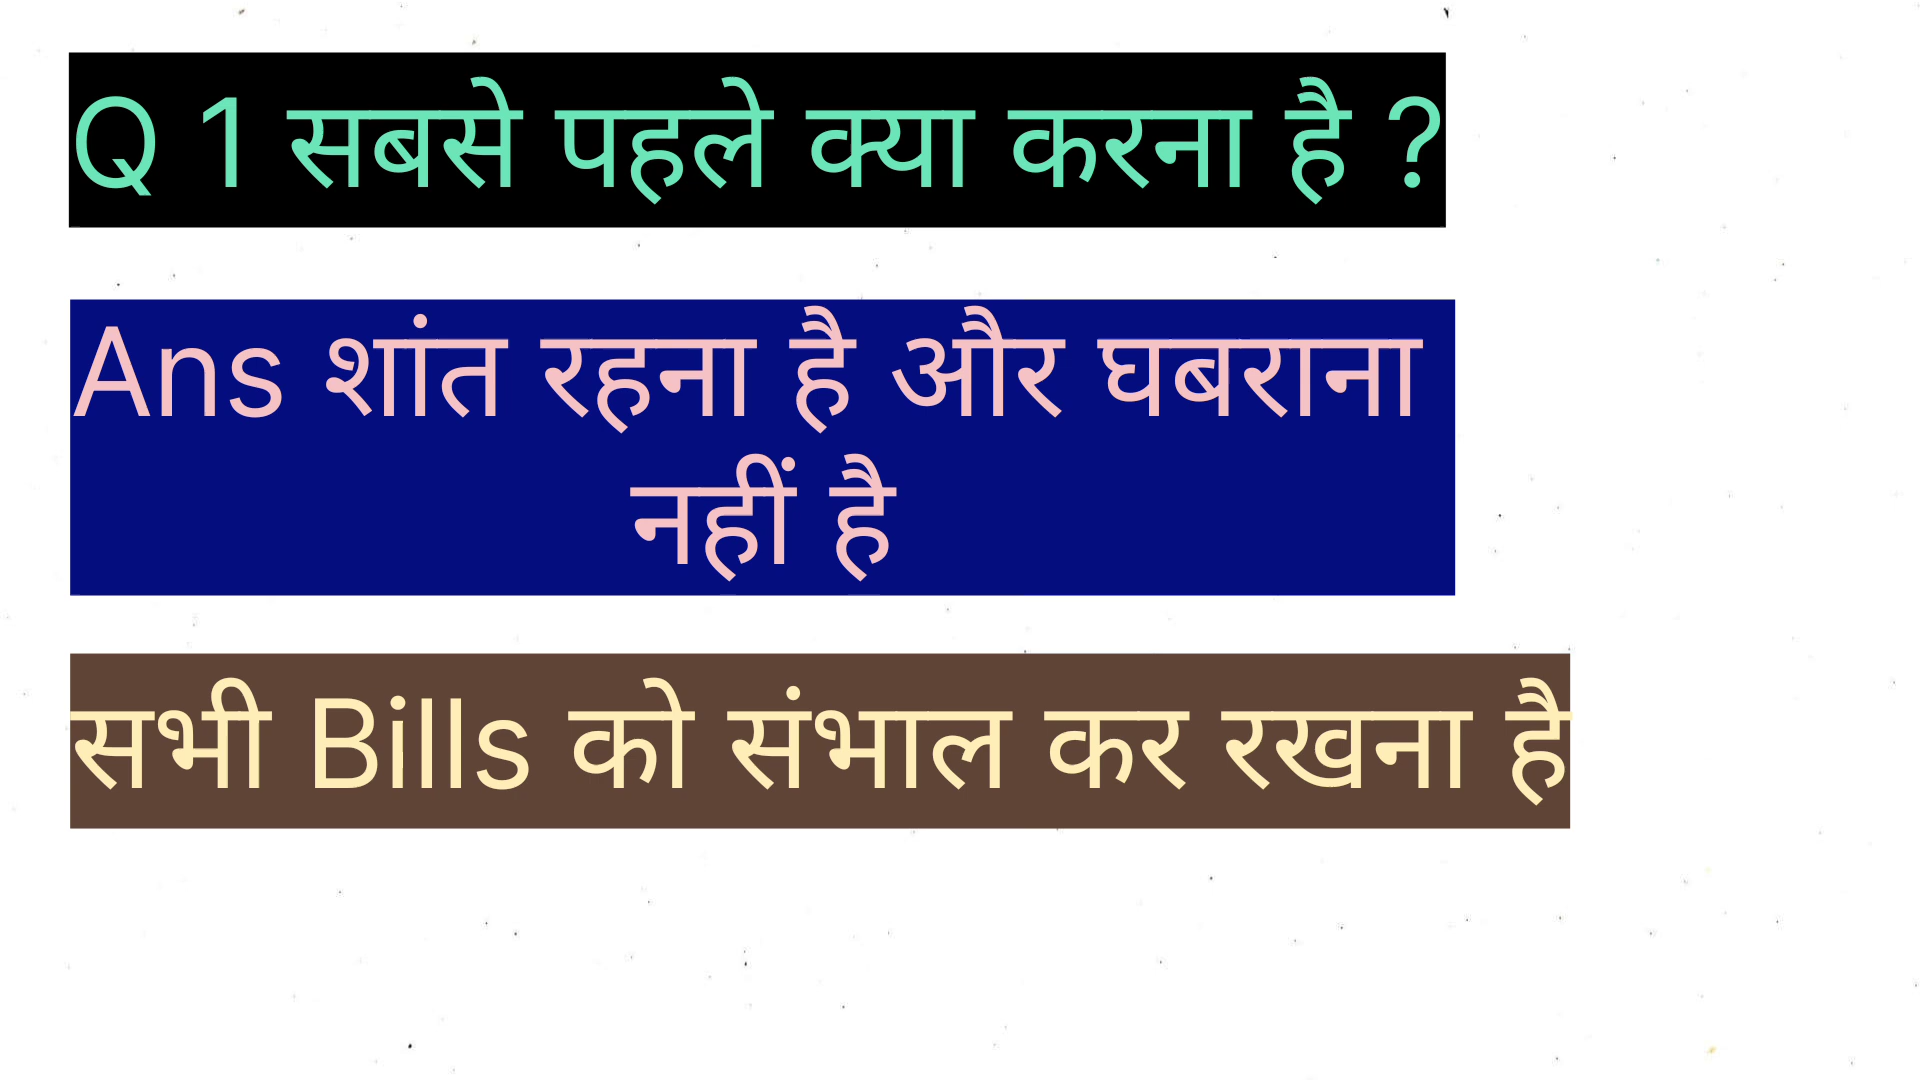 Q 1 सबसे पहले क्या करना है ?
Ans शांत रहना है और घबराना
नहीं है
सभी Bills को संभाल कर रखना है